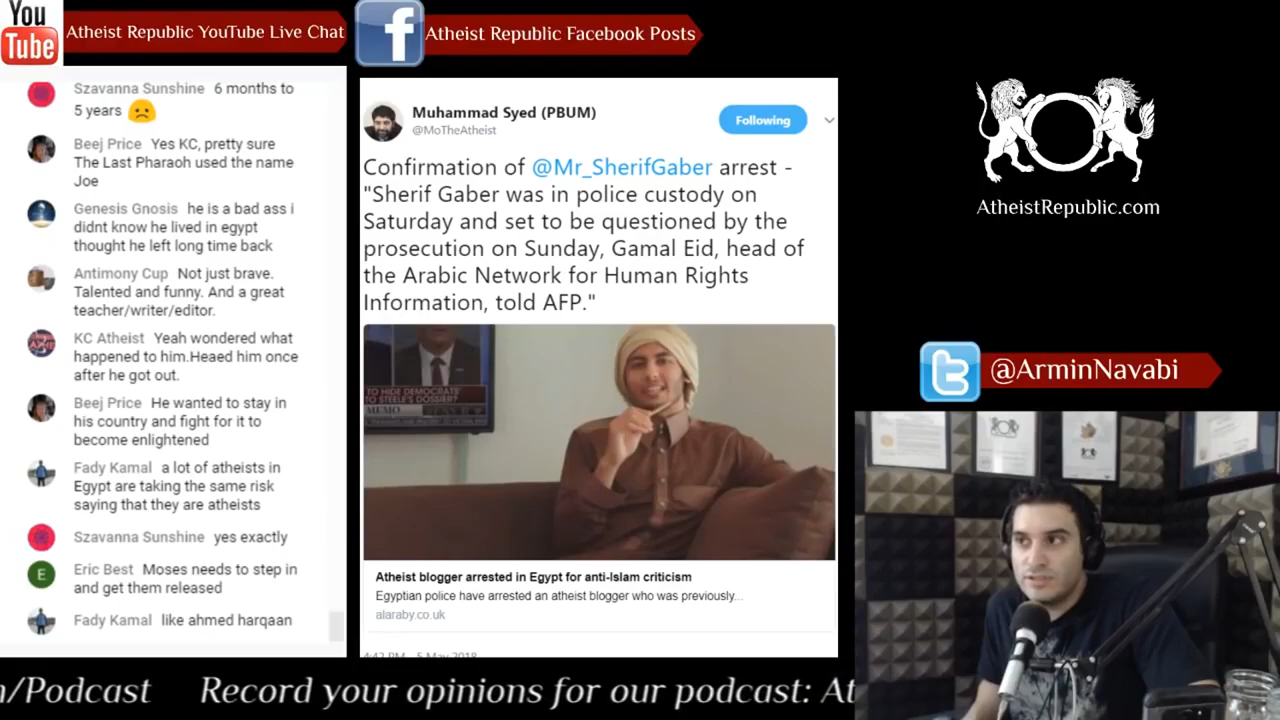 You
Tube
Atheist Republic YouTube Live Chat
Atheist Republic Facebook Posts
Szavanna Sunshine 6 months to
5 years
Beej Price Yes KC, pretty sure
The Last Pharaoh used the name
Joe
Genesis Gnosis he is a bad ass i
didnt know he lived in egypt
thought he left long time back
Antimony Cup Not just brave.
Talented and funny. And a great
teacher/writer/editor.
KC Atheist Yeah wondered what
happened to him.Heaed him once
after he got out.
Beej Price He wanted to stay in
his country and fight for it to
become enlightened
Fady Kamal a lot of atheists in
Egypt are taking the same risk
saying that they are atheists
Szavanna Sunshine yes exactly
E
Eric Best Moses needs to step in
and get them released
Fady Kamal like ahmed harqaan
Muhammad Syed (PBUM)
@MoTheAtheist
Following
Confirmation of @Mr_SherifGaber arrest -
"Sherif Gaber was in police custody on
Saturday and set to be questioned by the
prosecution on Sunday, Gamal Eid, head of
the Arabic Network for Human Rights
Information, told AFP."
TO HIDE DEMOCRATS'
TO STEELE'S DOSSIER?
MEMO
Atheist blogger arrested in Egypt for anti-Islam criticism
Egyptian police have arrested an atheist blogger who was previously...
alaraby.co.uk
4:42 PM - 5 May 2018
AtheistRepublic.com
@ArminNavabi
n/Podcast Record your opinions for our podcast: At